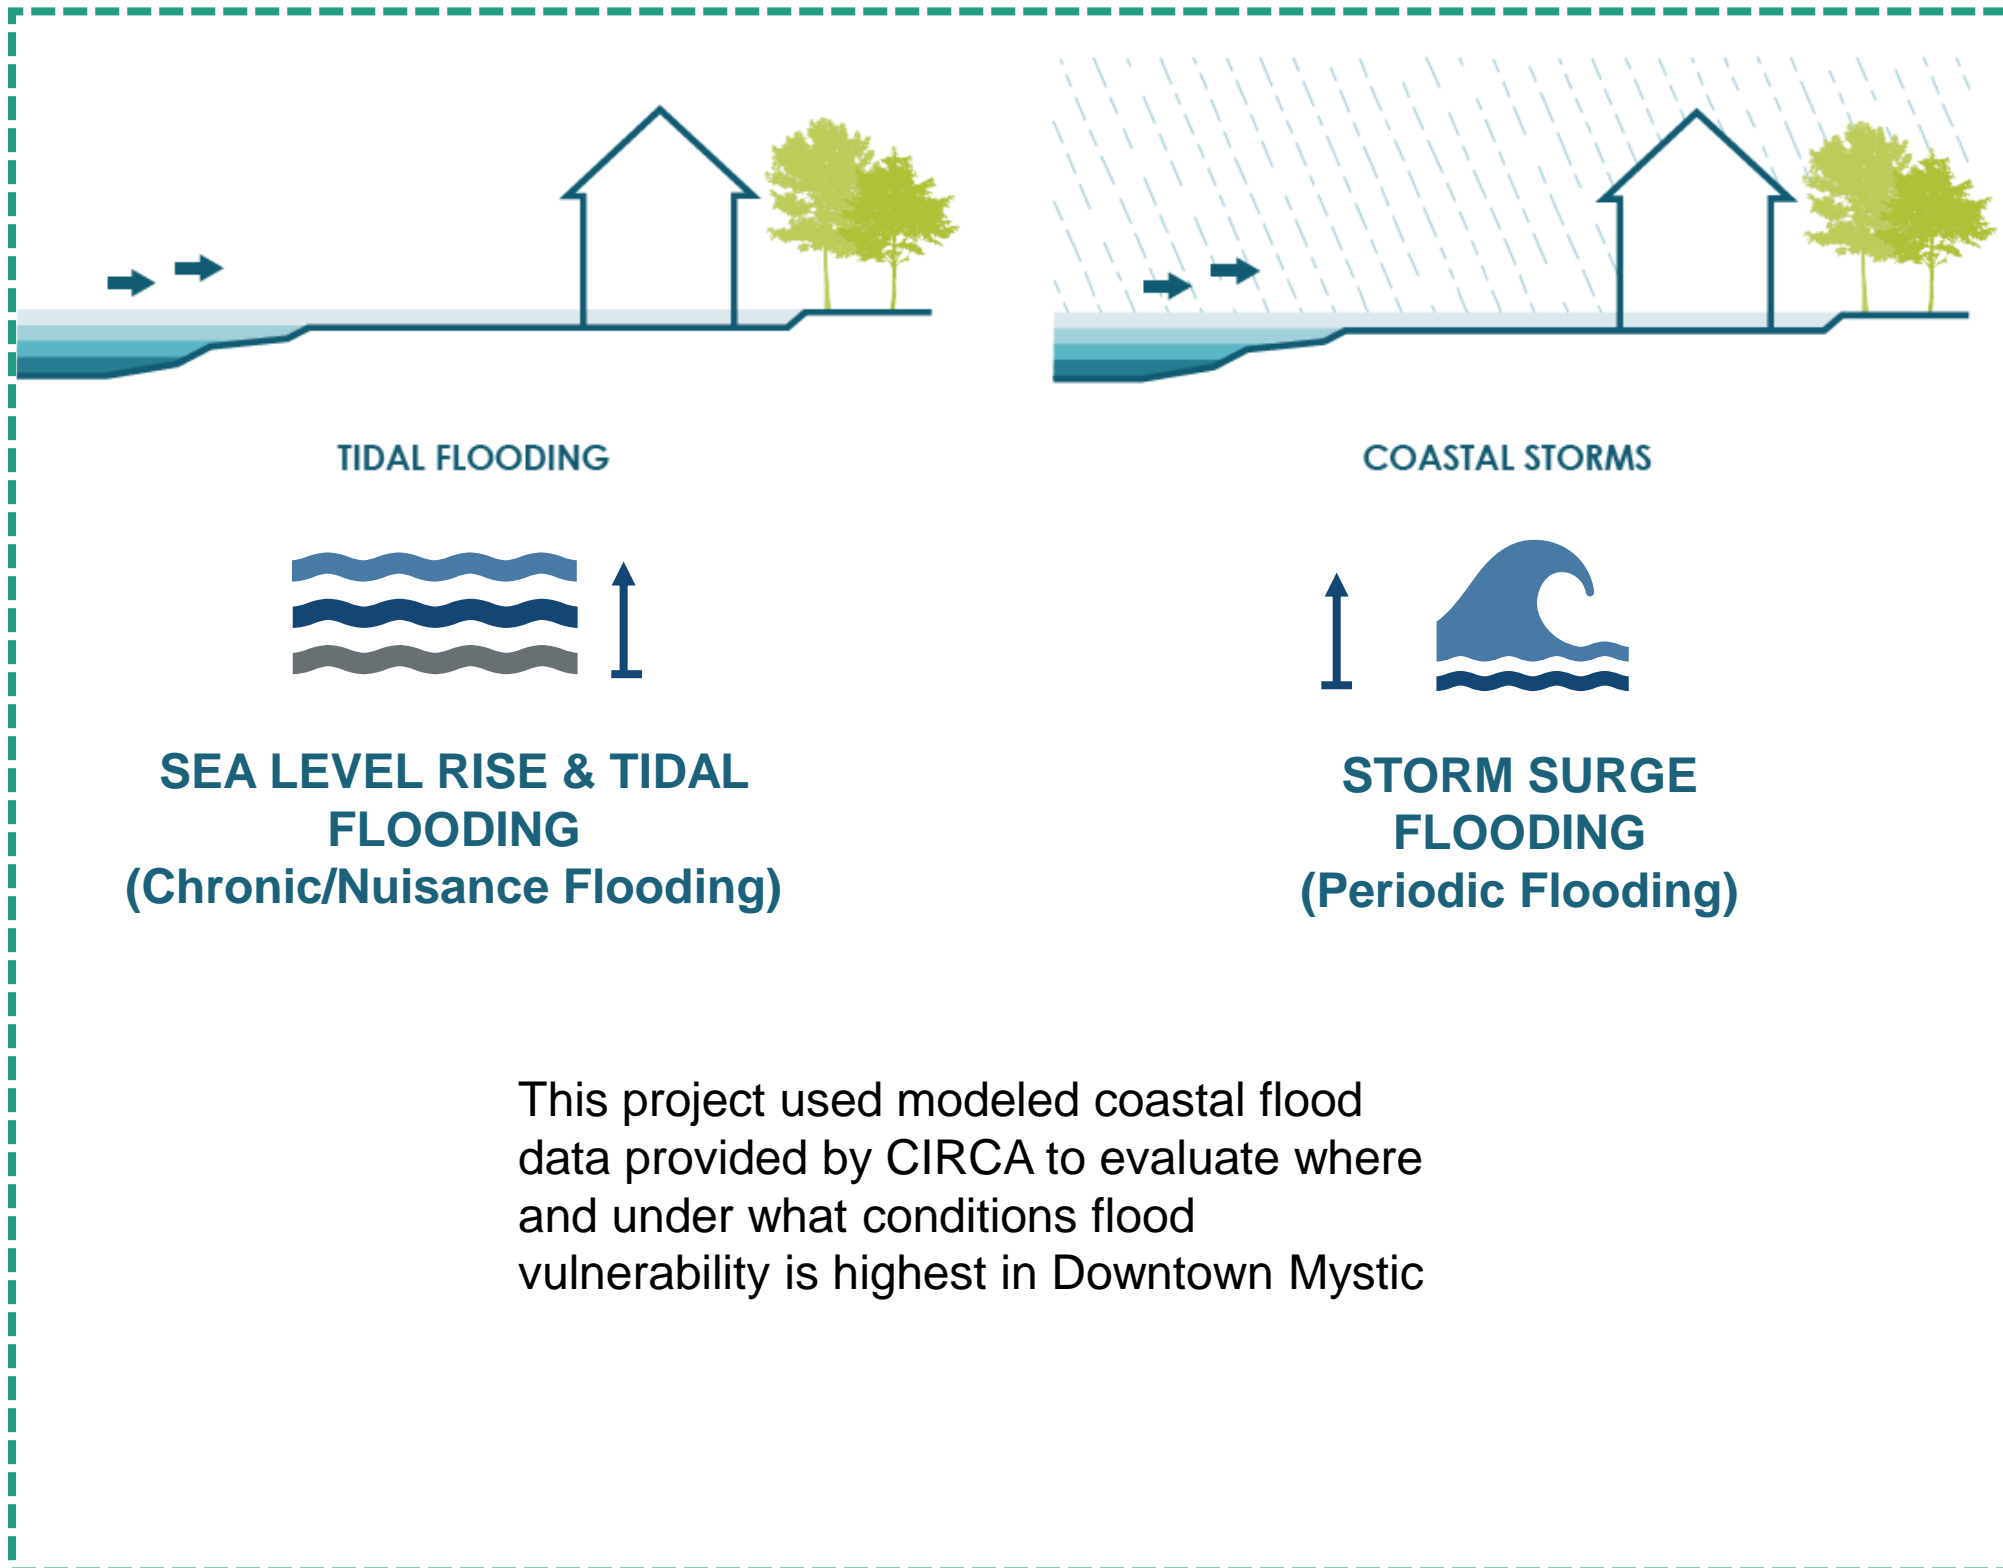 TIDAL FLOODING
COASTAL STORMS
SEA LEVEL RISE & TIDAL
FLOODING
(Chronic/Nuisance Flooding)
STORM SURGE
FLOODING
(Periodic Flooding)
This project used modeled coastal flood
data provided by CIRCA to evaluate where
and under what conditions flood
vulnerability is highest in Downtown Mystic